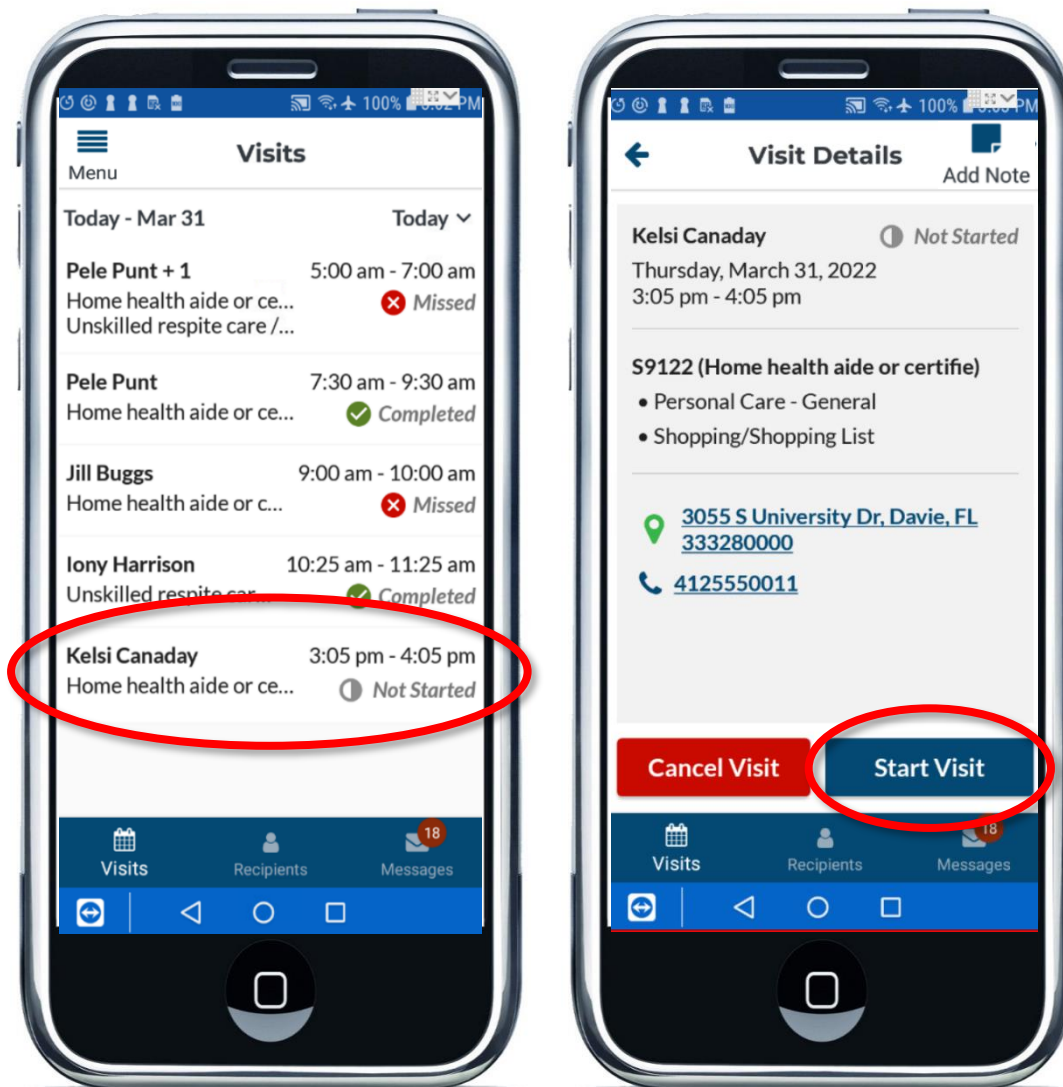 100%
PM
Menu
Visits
Today - Mar 31
Today
Pele Punt + 1
5:00 am - 7:00 am
Home health aide or ce...
Missed
Unskilled respite care /...
Pele Punt
7:30 am - 9:30 am
Home health aide or ce...
Completed
Jill Buggs
9:00 am - 10:00 am
Home health aide or c...
Missed
Iony Harrison
10:25 am - 11:25 am
Unskilled respite car...
Completed
Kelsi Canaday
3:05 pm - 4:05 pm
Home health aide or ce...
Not Started
Visits
Recipients
18
Messages
100%
PM
Visit Details
Add Note
Kelsi Canaday
Not Started
Thursday, March 31, 2022
3:05 pm - 4:05 pm
S9122 (Home health aide or certifie)
• Personal Care - General
• Shopping/Shopping List
3055 S University Dr, Davie, FL
333280000
4125550011
Cancel Visit
Start Visit
Visits
Recipients
18
Messages